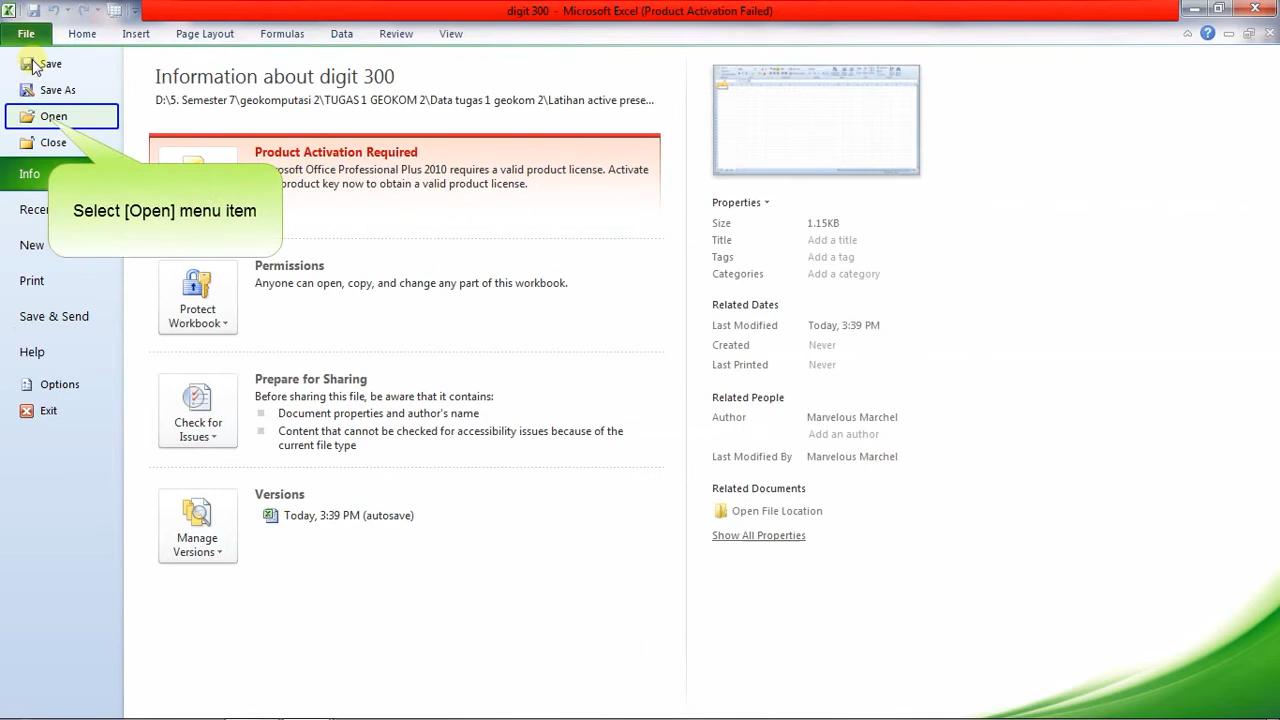 digit 300 - Microsoft Excel (Product Activation Failed)
File Home Insert Page Layout Formulas Data Review View
Save
Save As
Open
Close
Info
Select [Open] menu item
New
Print
Save & Send
Help
Options
Exit
Information about digit 300
D:\5. Semester 7\geokomputasi 2\TUGAS 1 GEOKOM 2\Data tugas 1 geokom 2\Latihan active prese...
Product Activation Required
Office Professional Plus 2010 requires a valid product license. Activate
product key now to obtain a valid product license.
Protect
Workbook
Permissions
Anyone can open, copy, and change any part of this workbook.
Check for
Issues
Prepare for Sharing
Before sharing this file, be aware that it contains:
Document properties and author's name
Content that cannot be checked for accessibility issues because of the
current file type
Manage
Versions
Versions
Today, 3:39 PM (autosave)
Properties
Size 1.15KB
Title Add a title
Tags Add a tag
Categories Add a category
Related Dates
Last Modified Today, 3:39 PM
Created Never
Last Printed Never
Related People
Author Marvelous Marchel
Add an author
Last Modified By Marvelous Marchel
Related Documents
Open File Location
Show All Properties